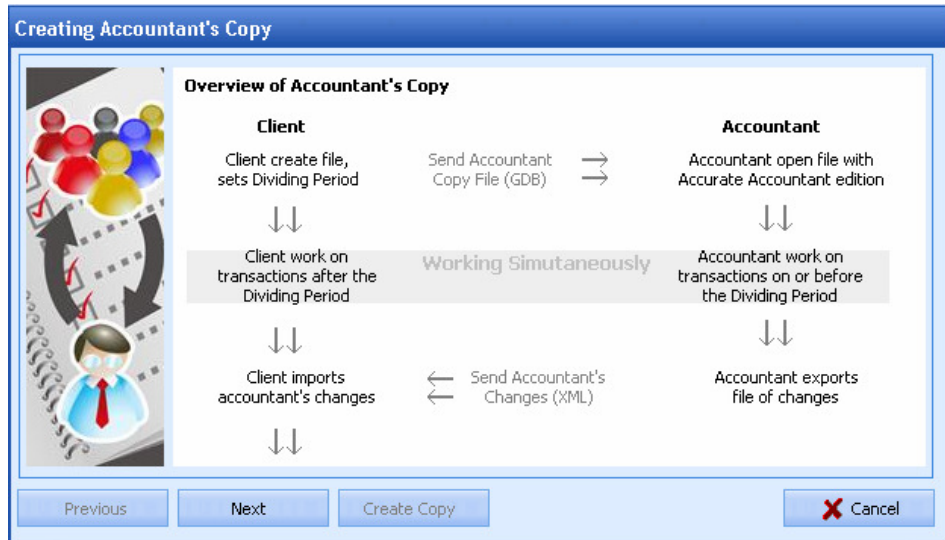 Creating Accountant's Copy
Overview of Accountant's Copy
Client
Accountant
Client create file,
sets Dividing Period
Send Accountant
Copy File (GDB)
Accountant open file with
Accurate Accountant edition
Client work on
transactions after the
Dividing Period
Working Simutaneously
Accountant work on
transactions on or before
the Dividing Period
Client imports
accountant's changes
Send Accountant's
Changes (XML)
Accountant exports
file of changes
Previous
Next
Create Copy
Cancel